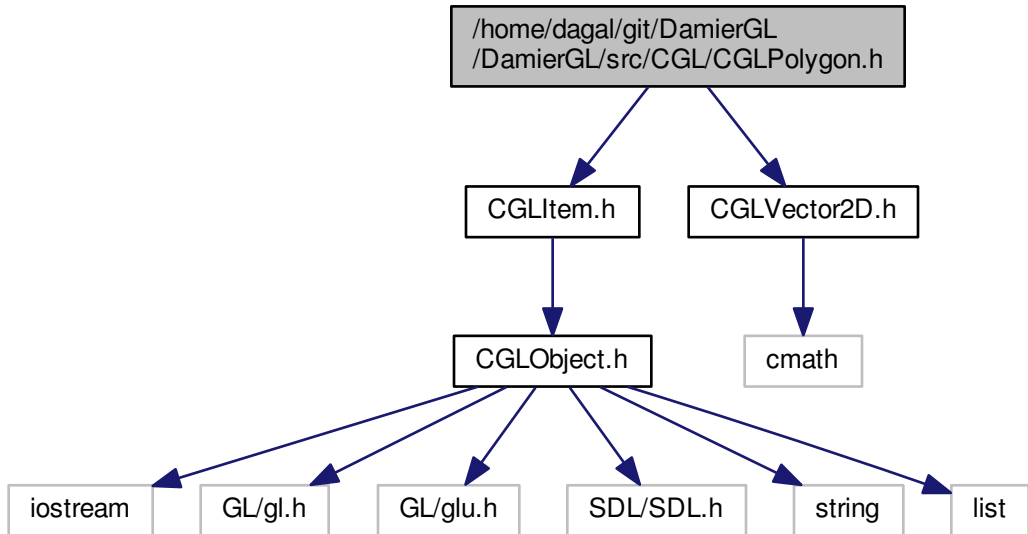 /home/dagal/git/DamierGL
/DamierGL/src/CGL/CGLPolygon.h
CGLItem.h
CGLVector2D.h
CGLObject.h
cmath
iostream
GL/gl.h
GL/glu.h
SDL/SDL.h
string
list